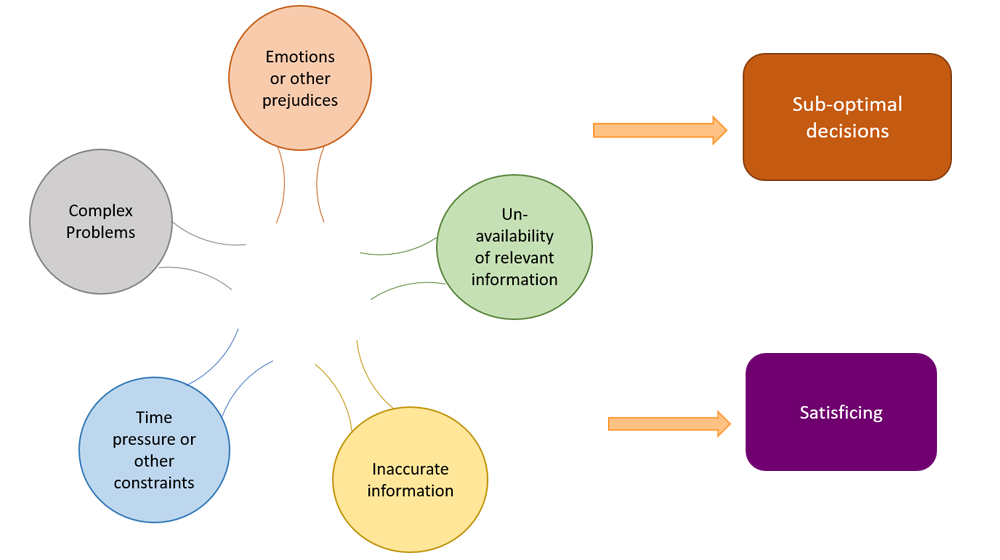 Emotions
or other
prejudices
Sub-optimal
decisions
Complex
Problems
Un-
availability
of relevant
information
Time
pressure or
other
constraints
Inaccurate
information
Satisficing